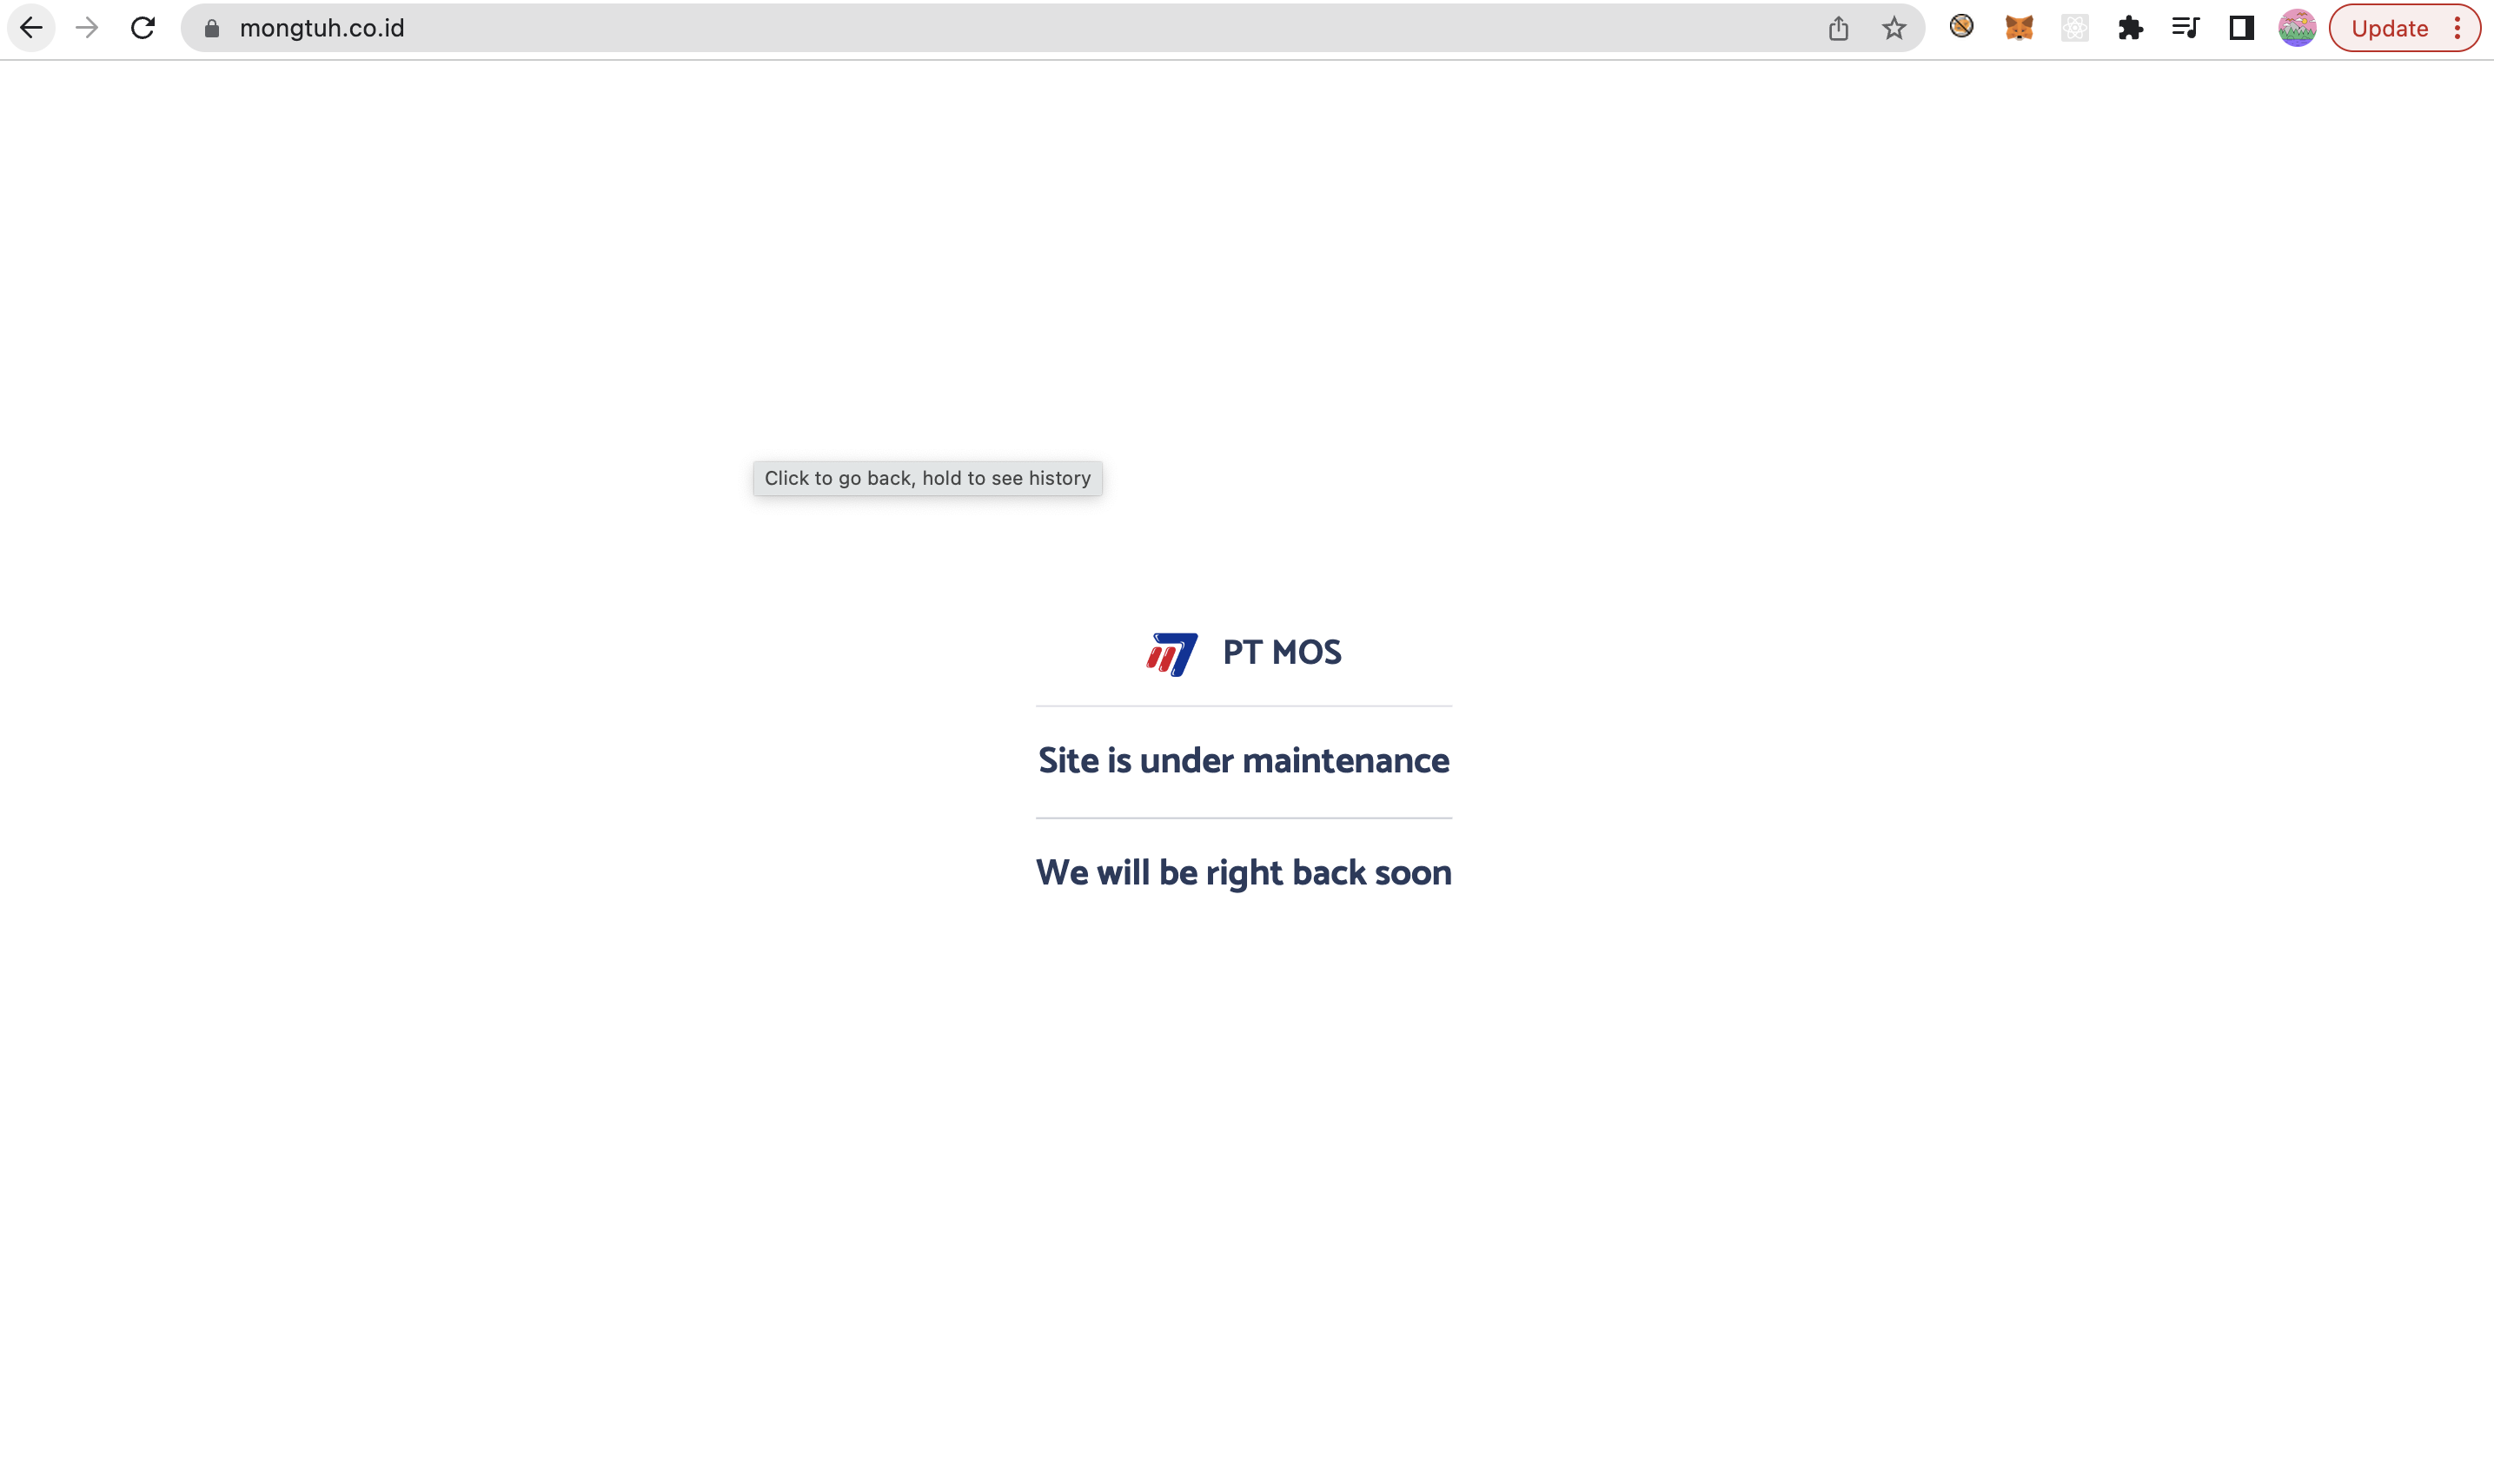 mongtuh.co.id
Update
Click to go back, hold to see history
PT MOS
Site is under maintenance
We will be right back soon